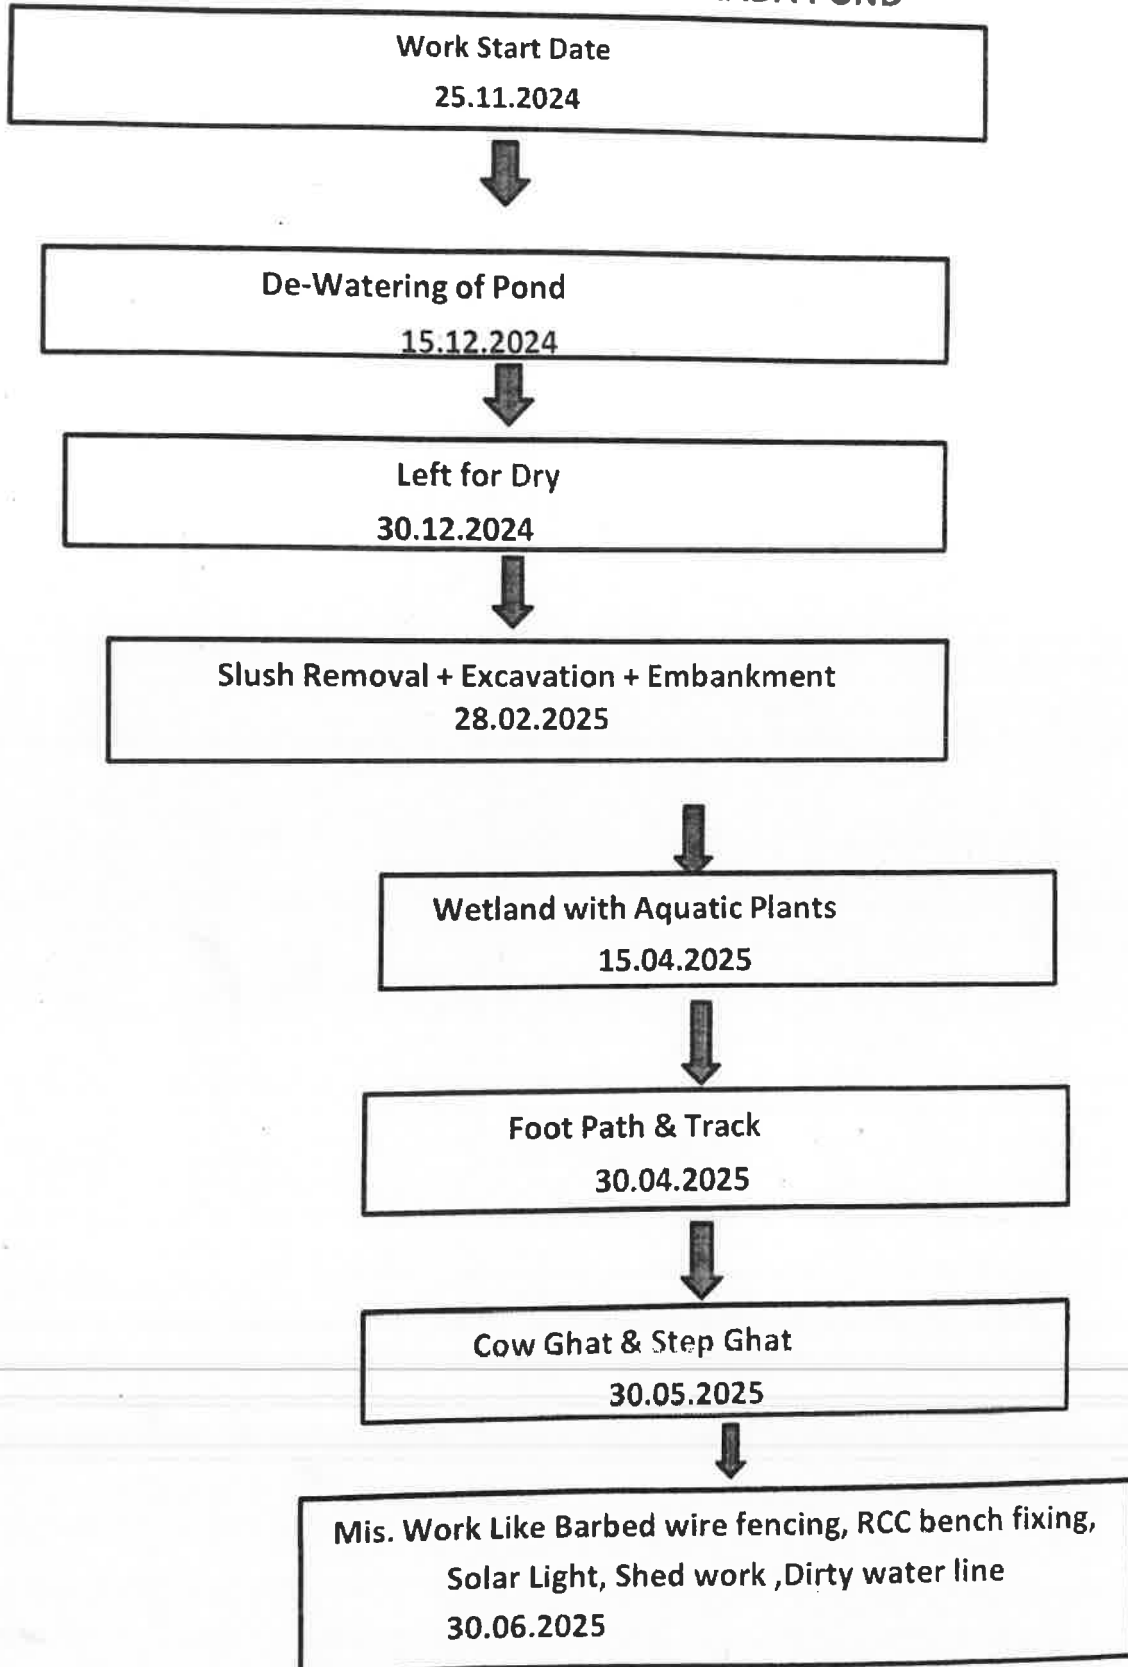 POND
Work Start Date
25.11.2024
De-Watering of Pond
15.12.2024
Left for Dry
30.12.2024
Slush Removal + Excavation + Embankment
28.02.2025
Wetland with Aquatic Plants
15.04.2025
Foot Path & Track
30.04.2025
Cow Ghat & Step Ghat
30.05.2025
Mis. Work Like Barbed wire fencing, RCC bench fixing,
Solar Light, Shed work ,Dirty water line
30.06.2025